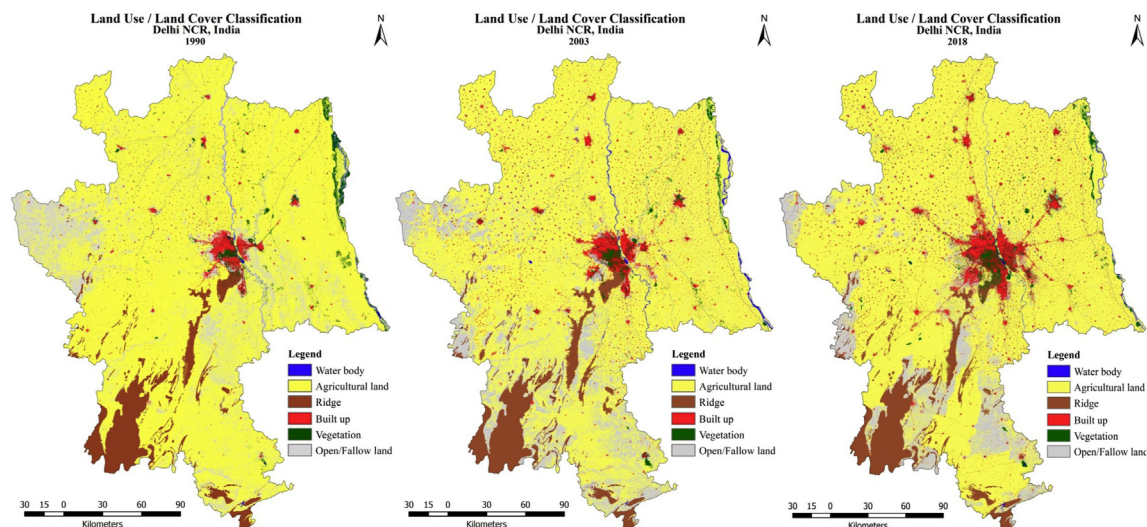 Land Use / Land Cover Classification
Delhi NCR, India
1990
N
Legend
Water body
Agricultural land
Ridge
Built up
Vegetation
Open/Fallow land
30 15 0 30 60 90
Kilometers
Land Use / Land Cover Classification
Delhi NCR, India
2003
N
Legend
Water body
Agricultural land
Ridge
Built up
Vegetation
Open/Fallow land
30 15 0 30 60 90
Kilometers
Land Use / Land Cover Classification
Delhi NCR, India
2018
N
Legend
Water body
Agricultural land
Ridge
Built up
Vegetation
Open/Fallow land
30 15 0 30 60 90
Kilometers